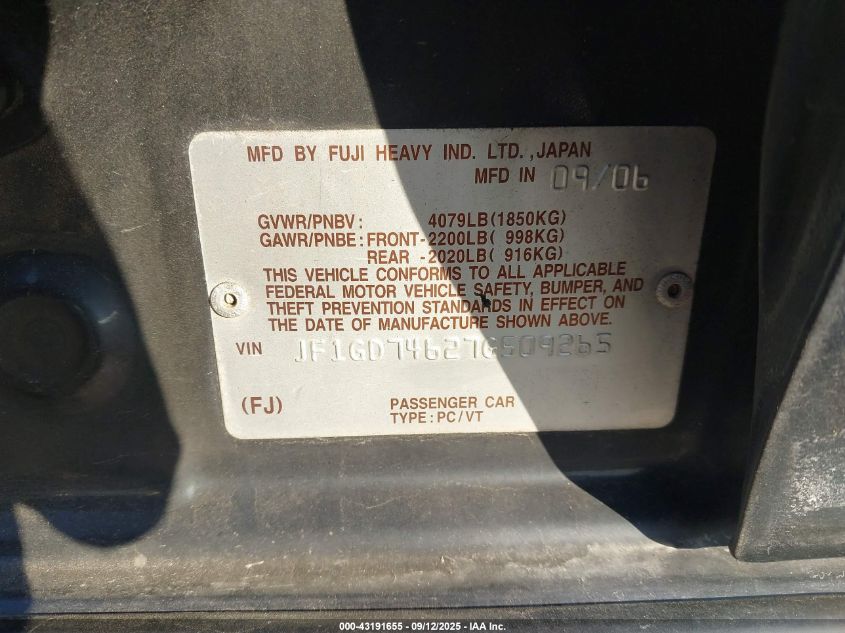 MFD BY FUJI HEAVY IND. LTD.,JAPAN
MFD IN 09/06
GVWR/PNBV: 4079LB(1850KG)
GAWR/PNBE:FRONT-2200LB( 998KG)
REAR -2020LB( 916KG)
THIS VEHICLE CONFORMS TO ALL APPLICABLE
FEDERAL MOTOR VEHICLE SAFETY, BUMPER, AND
THEFT PREVENTION STANDARDS IN EFFECT ON
THE DATE OF MANUFACTURE SHOWN ABOVE.
VIN JF1GD74627G509265
(FJ) PASSENGER CAR
TYPE:PC/VT
000-43191655 - 09/12/2025 - IAA Inc.